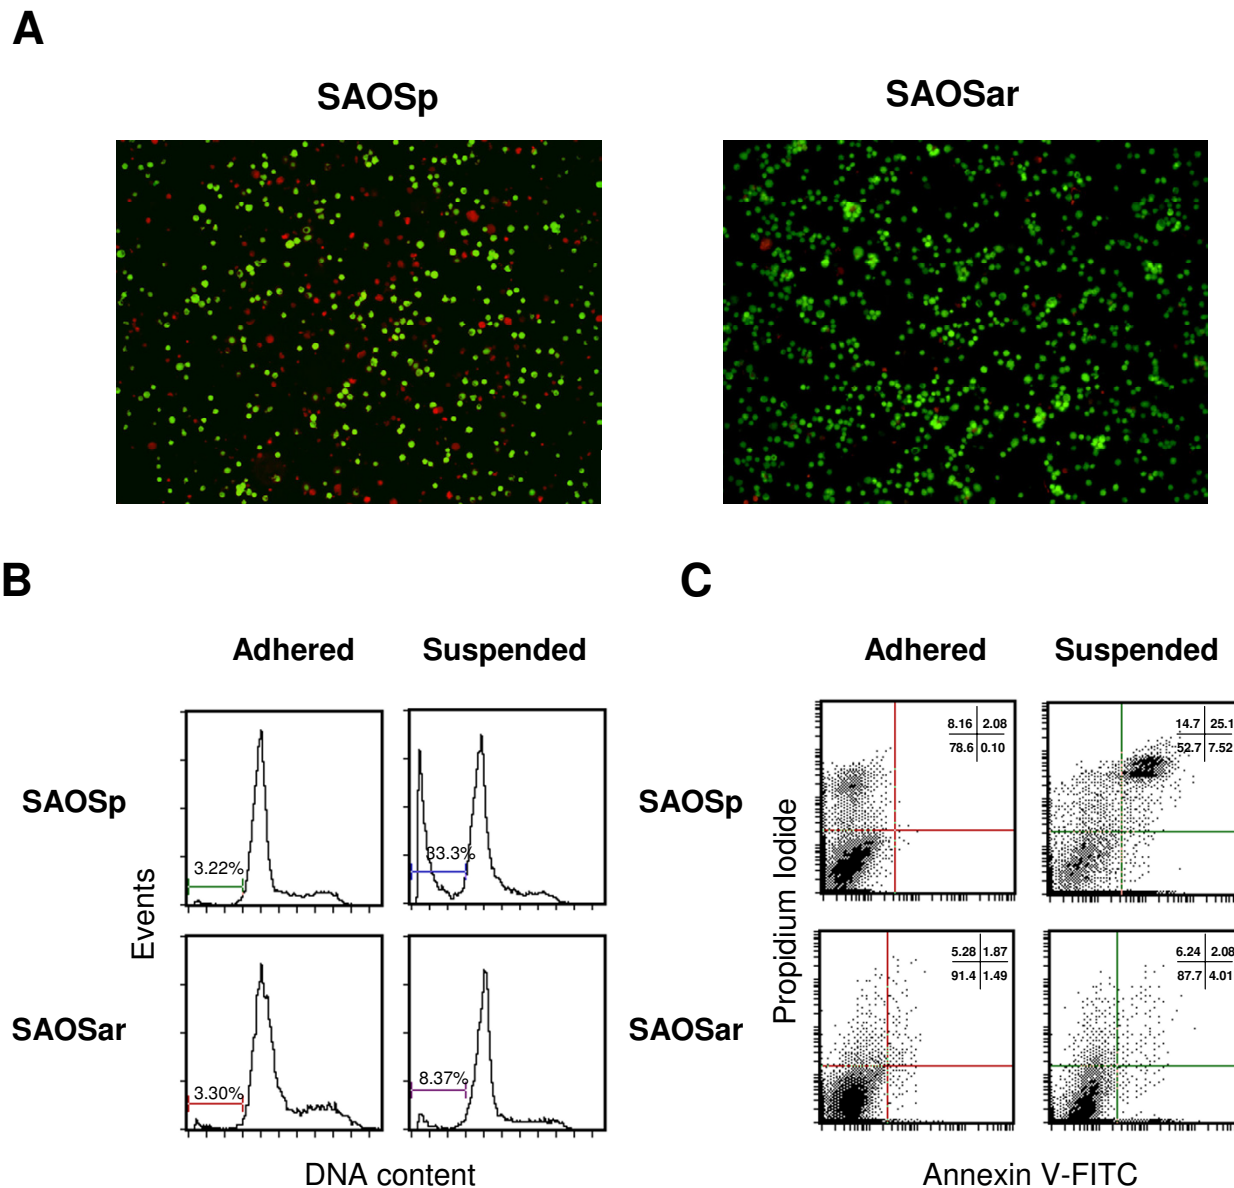 A
SAOSp SAOSar
B
C
Adhered Suspended
Adhered Suspended
SAOSp
3.22%
33.3%
SAOSar
3.30%
8.37%
Events
DNA content
SAOSp
8.16 2.08
78.6 0.10
14.7 25.1
52.7 7.52
SAOSar
5.28 1.87
91.4 1.49
6.24 2.08
87.7 4.01
Propidium Iodide
Annexin V-FITC